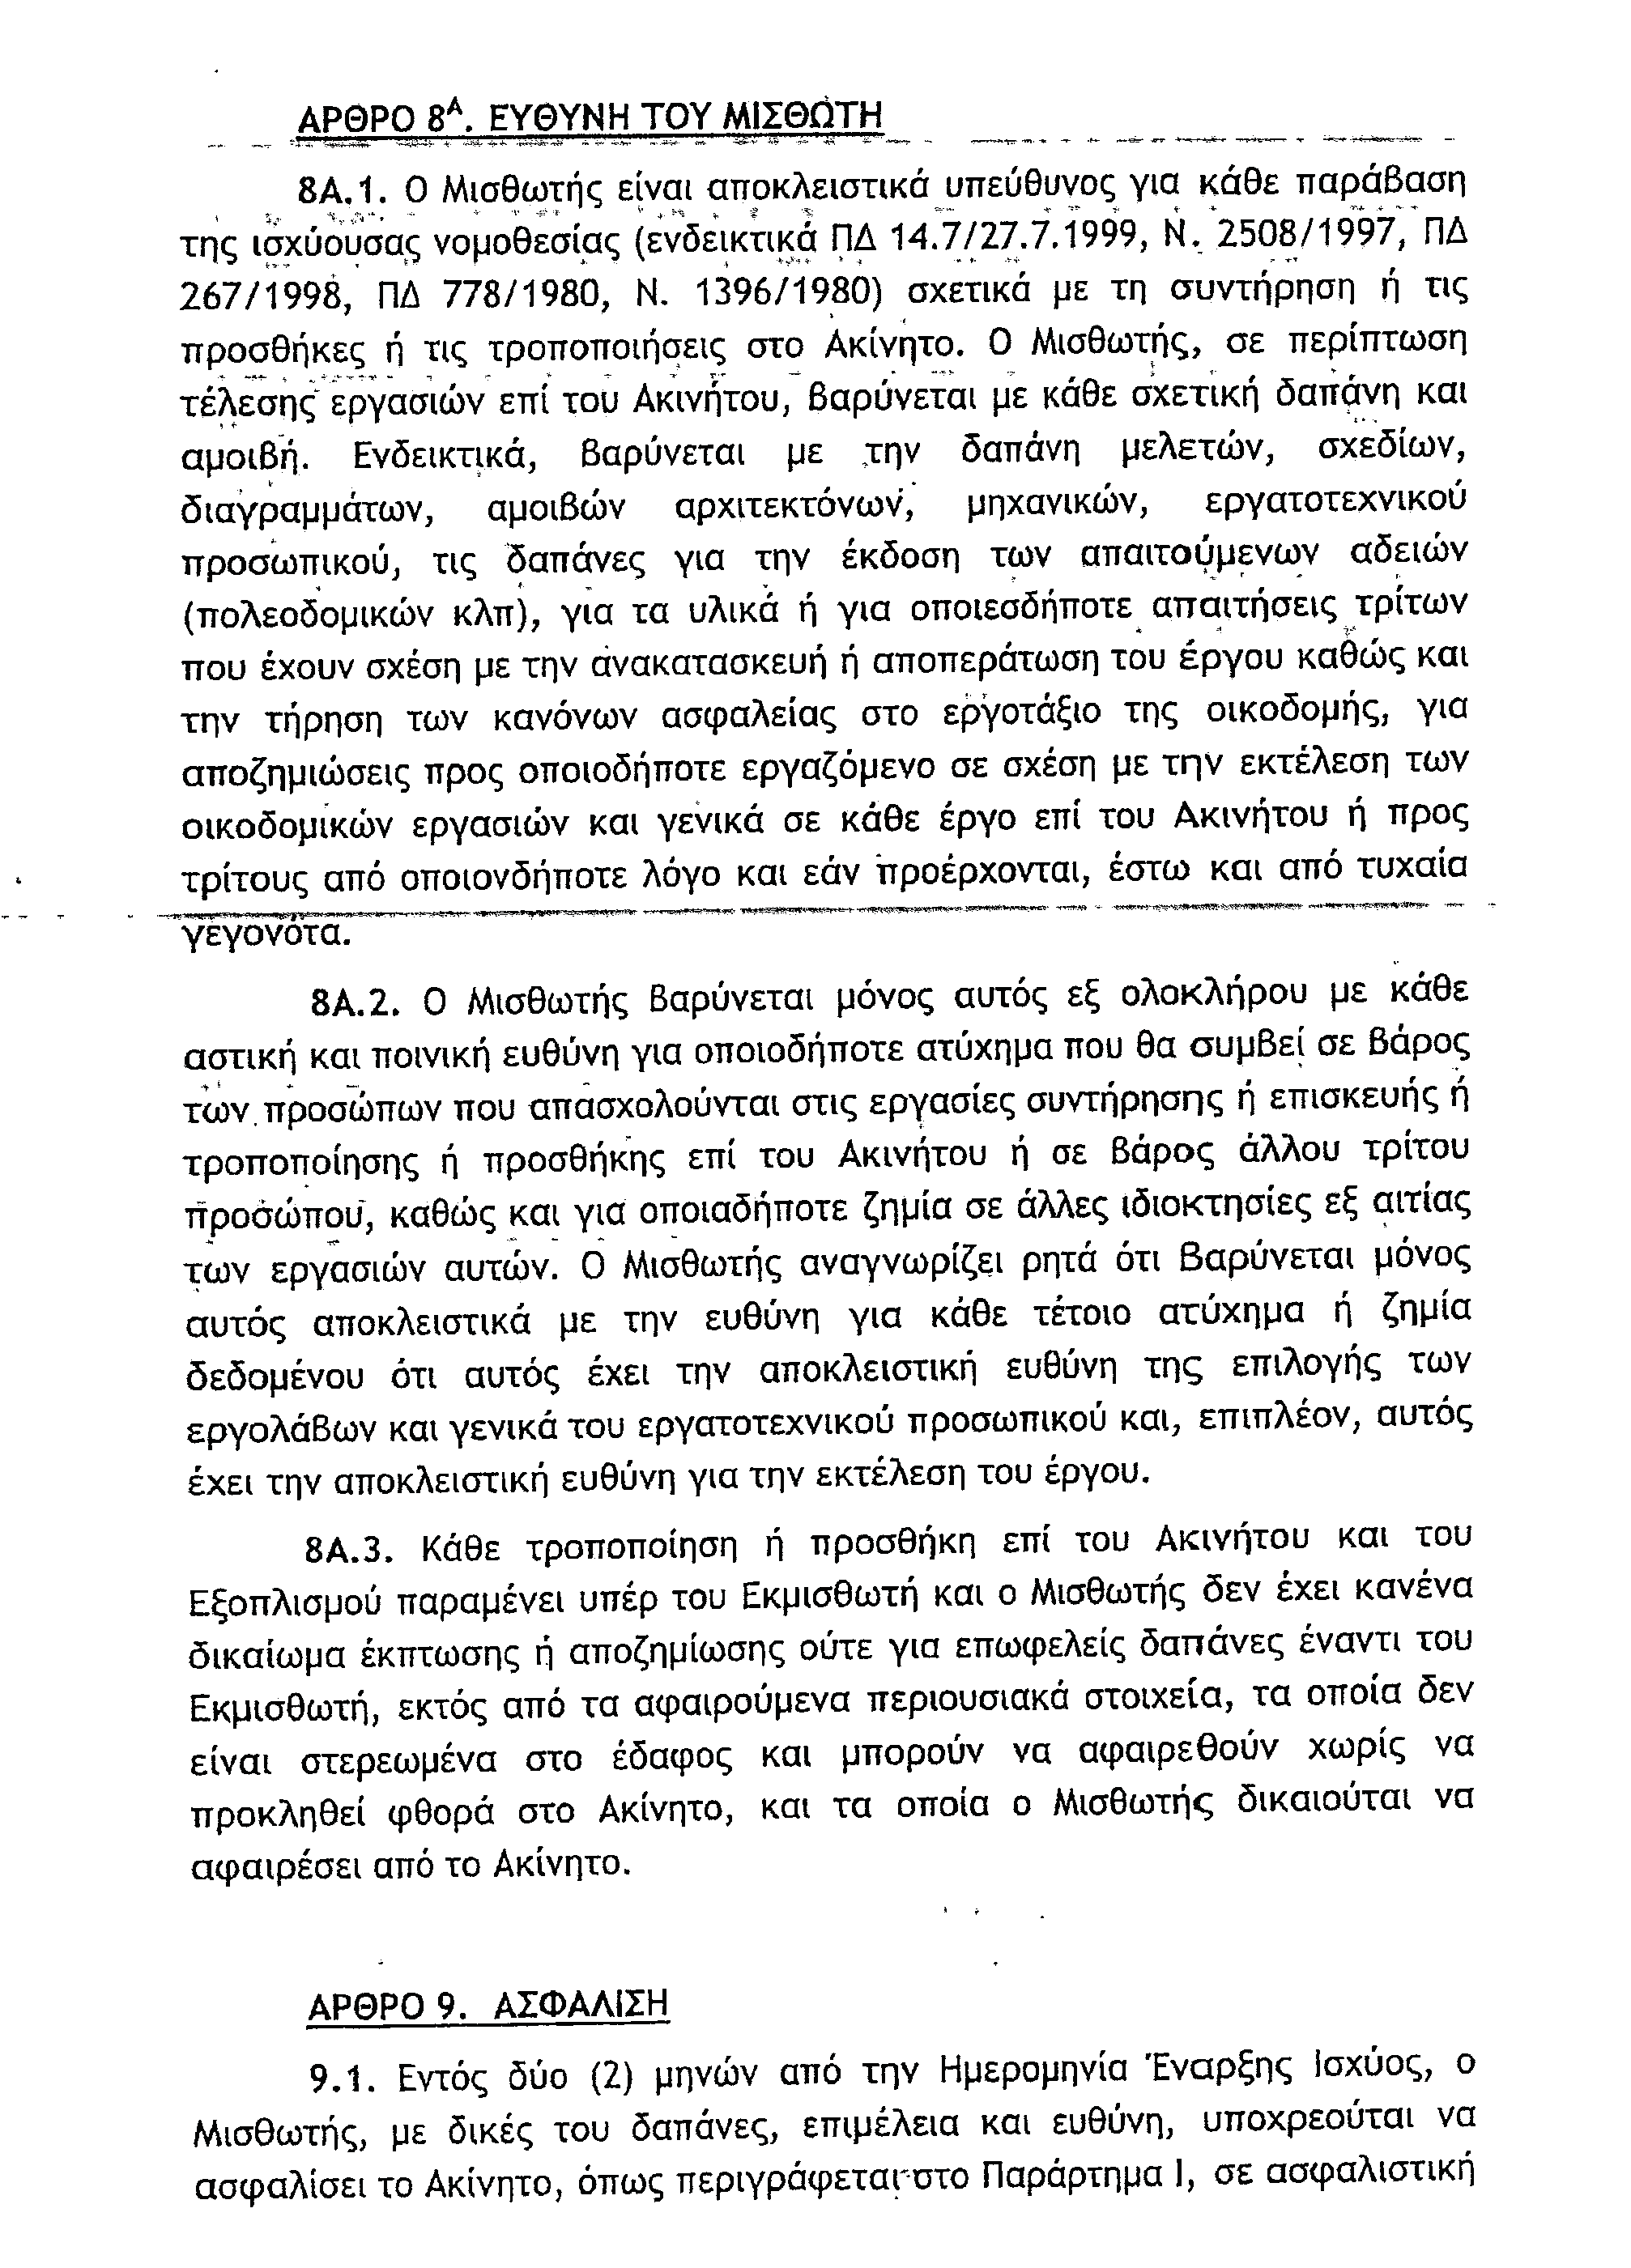 ΑΡΘΡΟ 8Α. ΕΥΘΥΝΗ ΤΟΥ ΜΙΣΘΩΤΗ
8Α.1. Ο Μισθωτής είναι αποκλειστικά υπεύθυνος για κάθε παράβαση
της ισχύουσας νομοθεσίας (ενδεικτικά ΠΔ 14.7/27.7.1999, Ν. 2508/1997, ΠΔ
267/1998, ΠΔ 778/1980, Ν. 1396/1980) σχετικά με τη συντήρηση ή τις
προσθήκες ή τις τροποποιήσεις στο Ακίνητο. Ο Μισθωτής, σε περίπτωση
τέλεσης εργασιών επί του Ακινήτου, βαρύνεται με κάθε σχετική δαπάνη και
αμοιβή. Ενδεικτικά, βαρύνεται με την δαπάνη μελετών, σχεδίων,
διαγραμμάτων, αμοιβών αρχιτεκτόνων, μηχανικών, εργατοτεχνικού
προσωπικού, τις δαπάνες για την έκδοση των απαιτούμενων αδειών
(πολεοδομικών κλπ), για τα υλικά ή για οποιεσδήποτε απαιτήσεις τρίτων
που έχουν σχέση με την ανακατασκευή ή αποπεράτωση του έργου καθώς και
την τήρηση των κανόνων ασφαλείας στο εργοτάξιο της οικοδομής, για
αποζημιώσεις προς οποιοδήποτε εργαζόμενο σε σχέση με την εκτέλεση των
οικοδομικών εργασιών και γενικά σε κάθε έργο επί του Ακινήτου ή προς
τρίτους από οποιονδήποτε λόγο και εάν προέρχονται, έστω και από τυχαία
γεγονότα.
8Α.2. Ο Μισθωτής βαρύνεται μόνος αυτός εξ ολοκλήρου με κάθε
αστική και ποινική ευθύνη για οποιοδήποτε ατύχημα που θα συμβεί σε βάρος
των προσώπων που απασχολούνται στις εργασίες συντήρησης ή επισκευής ή
τροποποίησης ή προσθήκης επί του Ακινήτου ή σε βάρος άλλου τρίτου
προσώπου, καθώς και για οποιαδήποτε ζημία σε άλλες ιδιοκτησίες εξ αιτίας
των εργασιών αυτών. Ο Μισθωτής αναγνωρίζει ρητά ότι βαρύνεται μόνος
αυτός αποκλειστικά με την ευθύνη για κάθε τέτοιο ατύχημα ή ζημία
δεδομένου ότι αυτός έχει την αποκλειστική ευθύνη της επιλογής των
εργολάβων και γενικά του εργατοτεχνικού προσωπικού και, επιπλέον, αυτός
έχει την αποκλειστική ευθύνη για την εκτέλεση του έργου.
8Α.3. Κάθε τροποποίηση ή προσθήκη επί του Ακινήτου και του
Εξοπλισμού παραμένει υπέρ του Εκμισθωτή και ο Μισθωτής δεν έχει κανένα
δικαίωμα έκπτωσης ή αποζημίωσης ούτε για επωφελείς δαπάνες έναντι του
Εκμισθωτή, εκτός από τα αφαιρούμενα περιουσιακά στοιχεία, τα οποία δεν
είναι στερεωμένα στο έδαφος και μπορούν να αφαιρεθούν χωρίς να
προκληθεί φθορά στο Ακίνητο, και τα οποία ο Μισθωτής δικαιούται να
αφαιρέσει από το Ακίνητο.
ΑΡΘΡΟ 9. ΑΣΦΑΛΙΣΗ
9.1. Εντός δύο (2) μηνών από την Ημερομηνία Έναρξης Ισχύος, ο
Μισθωτής, με δικές του δαπάνες, επιμέλεια και ευθύνη, υποχρεούται να
ασφαλίσει το Ακίνητο, όπως περιγράφεται στο Παράρτημα Ι, σε ασφαλιστική